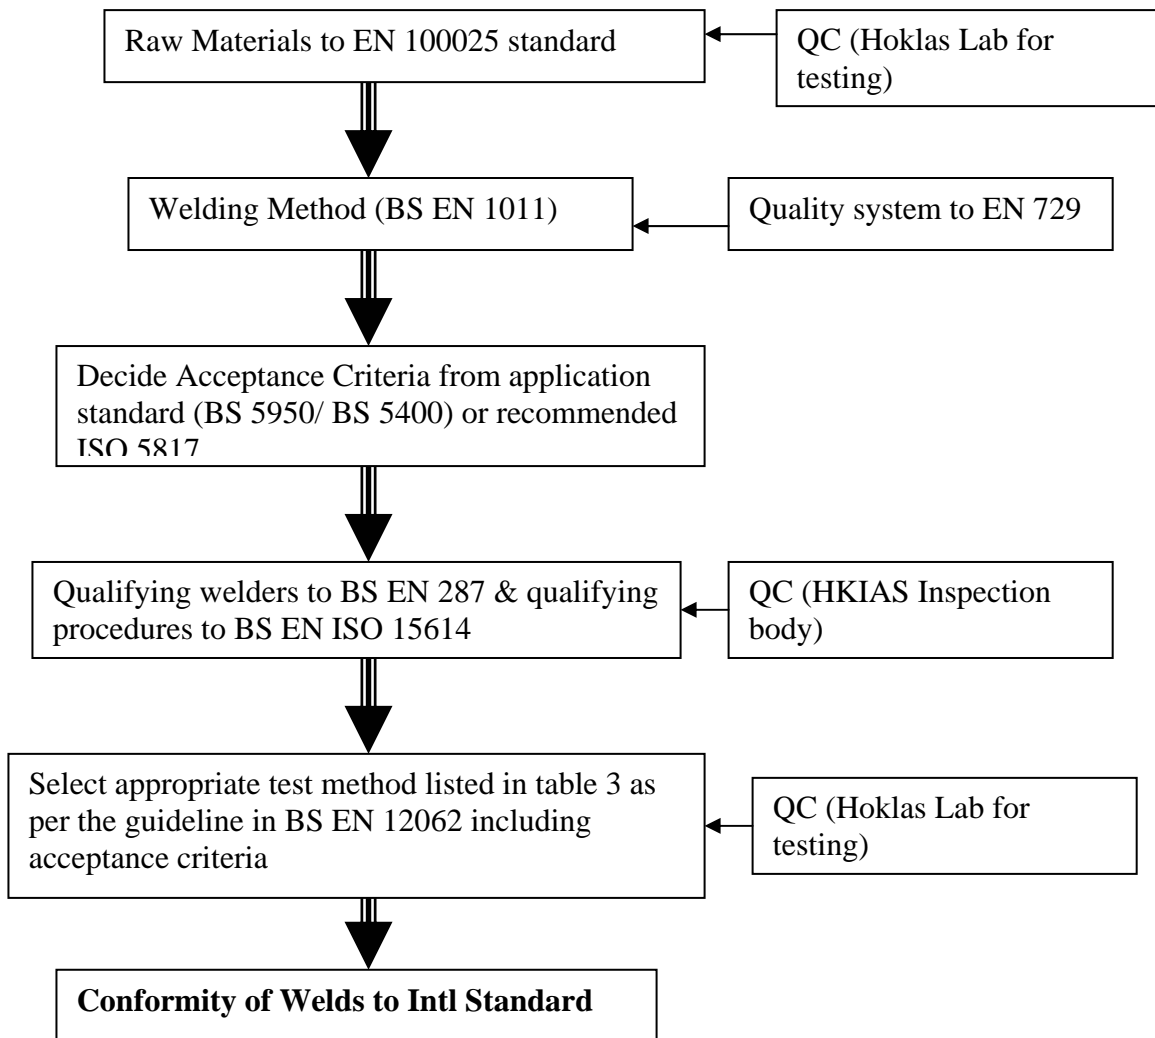 Raw Materials to EN 100025 standard
QC (Hoklas Lab for
testing)
Welding Method (BS EN 1011)
Quality system to EN 729
Decide Acceptance Criteria from application
standard (BS 5950/ BS 5400) or recommended
ISO 5817
Qualifying welders to BS EN 287 & qualifying
procedures to BS EN ISO 15614
QC (HKIAS Inspection
body)
Select appropriate test method listed in table 3 as
per the guideline in BS EN 12062 including
acceptance criteria
QC (Hoklas Lab for
testing)
Conformity of Welds to Intl Standard